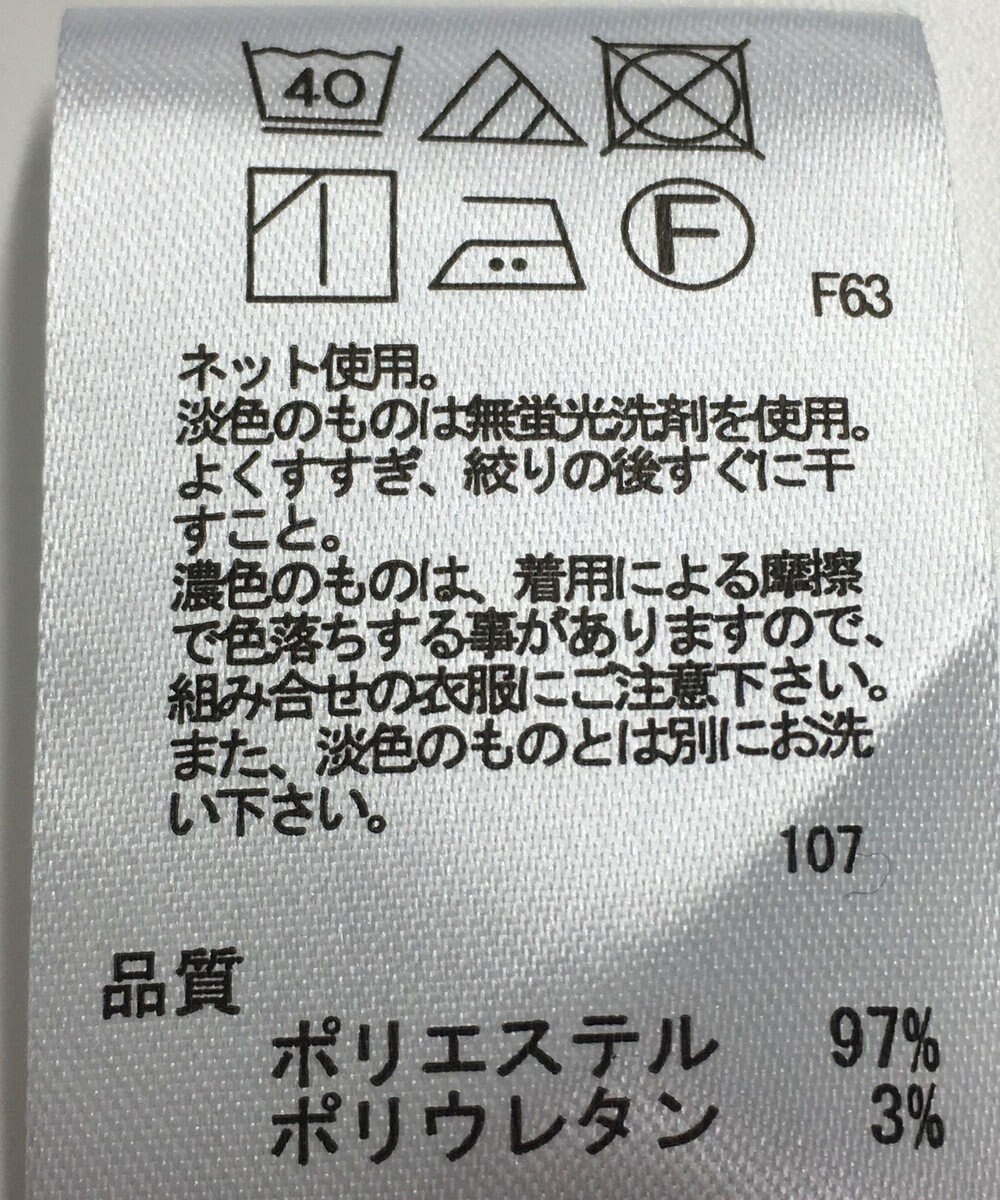 40
F
F63
ネット使用。
淡色のものは無蛍光洗剤を使用。
よくすすぎ、絞りの後すぐに干
すこと。
濃色のものは、着用による摩擦
で色落ちする事がありますので、
組み合せの衣服にご注意下さい。
また、淡色のものとは別にお洗
い下さい。
107
品質
ポリエステル 97%
ポリウレタン 3%